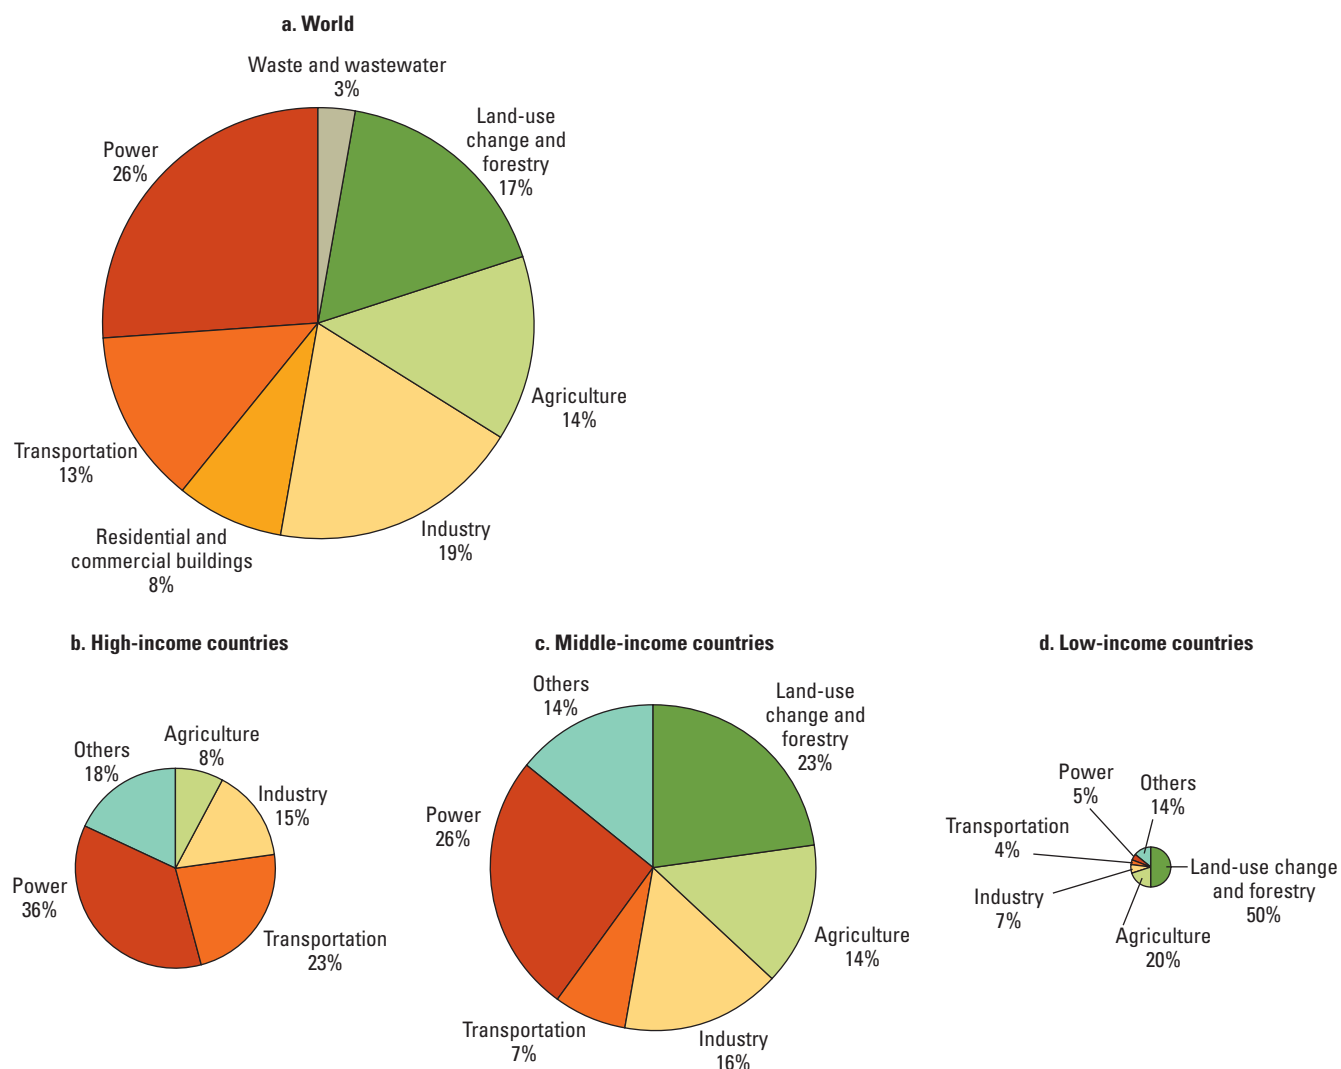 a. World
Waste and wastewater
3%
Land-use
change and
forestry
17%
Power
26%
Agriculture
14%
Transportation
13%
Industry
19%
Residential and
commercial buildings
8%
b. High-income countries
Others
18%
Agriculture
8%
Industry
15%
Power
36%
Transportation
23%
c. Middle-income countries
Others
14%
Land-use
change and
forestry
23%
Power
26%
Agriculture
14%
Transportation
7%
Industry
16%
d. Low-income countries
Power
5%
Others
14%
Transportation
4%
Land-use change
and forestry
50%
Industry
7%
Agriculture
20%